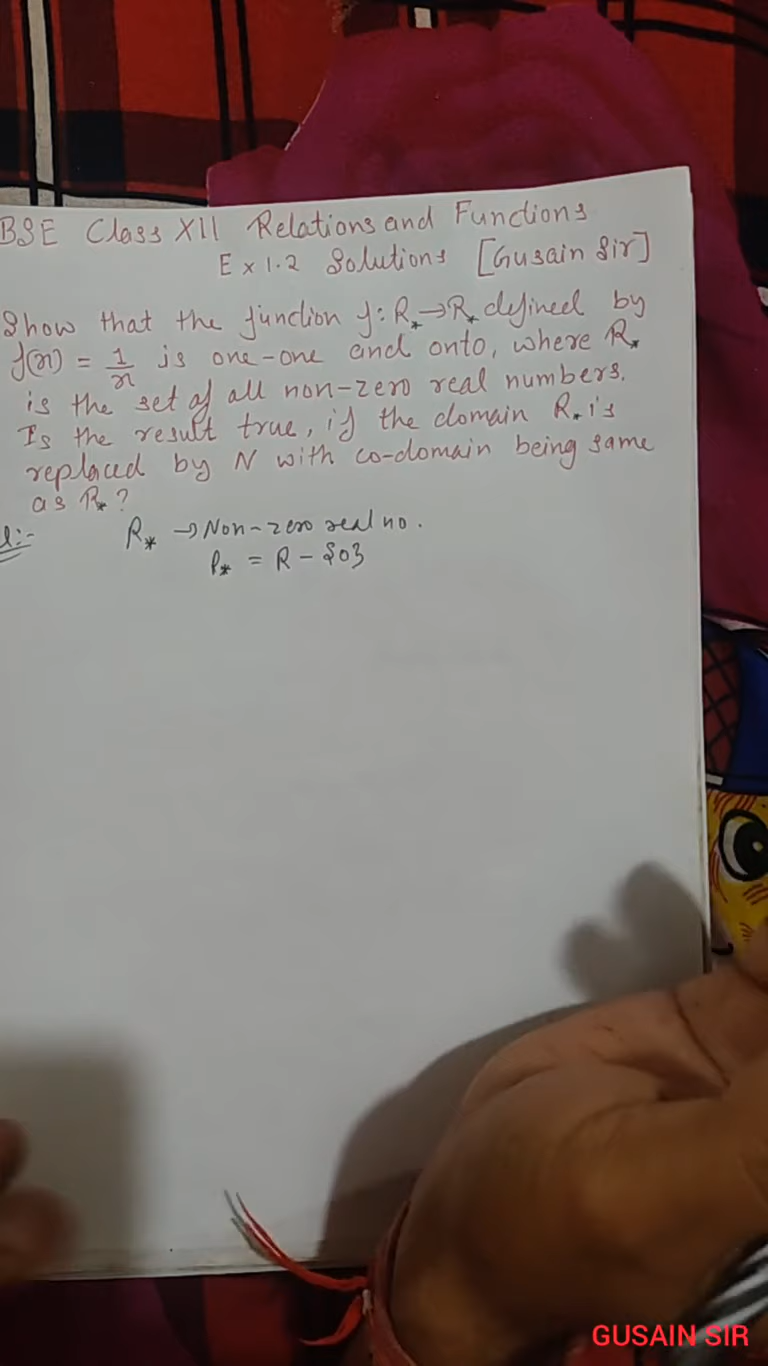 BSE Class XII Relations and Functions
Ex 1.2 Solutions [Gusain Sir]
Show that the function f: R* → R* defined by
f(x) = 1/x is one-one and onto, where R*
is the set of all non-zero real numbers.
Is the result true, if the domain R* is
replaced by N with co-domain being same
as R*?
R* → Non-zero real no.
R* = R - {0}
GUSAIN SIR